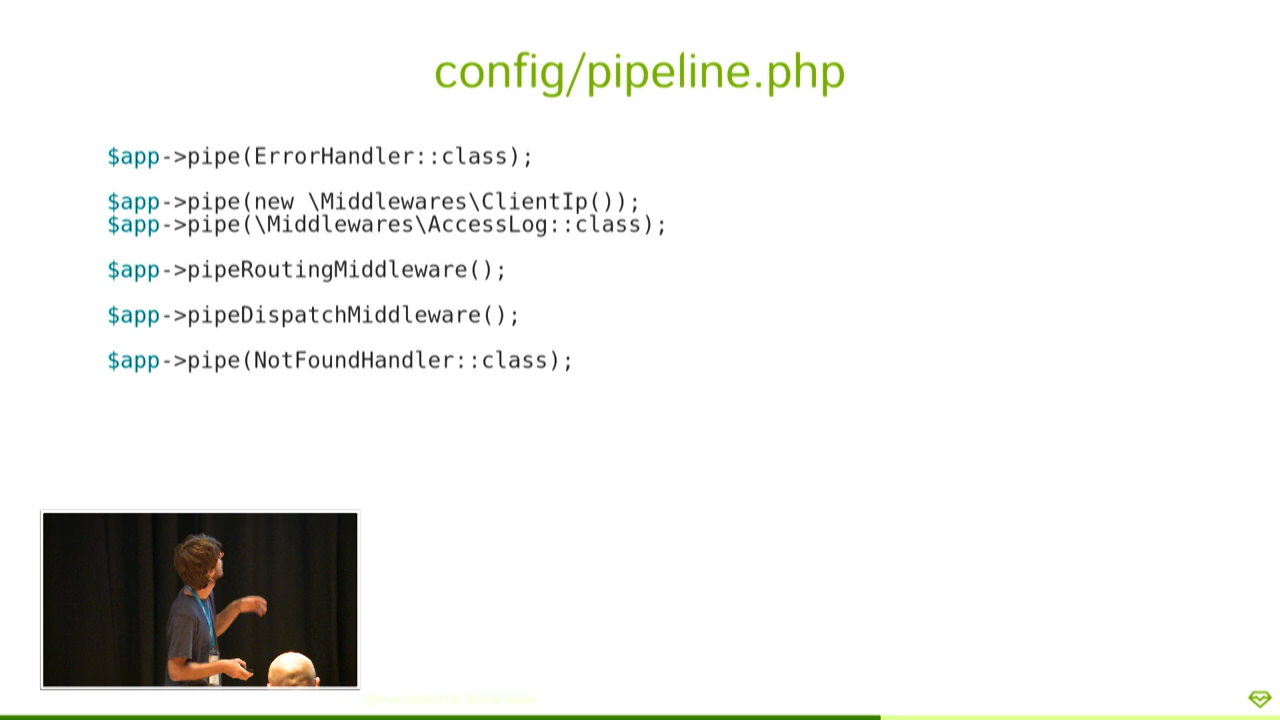 config/pipeline.php
$app->pipe(ErrorHandler::class);
$app->pipe(new \Middlewares\ClientIp());
$app->pipe(\Middlewares\AccessLog::class);
$app->pipeRoutingMiddleware();
$app->pipeDispatchMiddleware();
$app->pipe(NotFoundHandler::class);